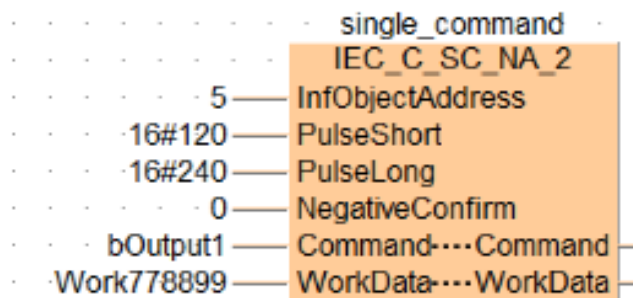 single_command
IEC_C_SC_NA_2
5 InfObjectAddress
16#120 PulseShort
16#240 PulseLong
0 NegativeConfirm
bOutput1 Command Command
Work778899 WorkData WorkData